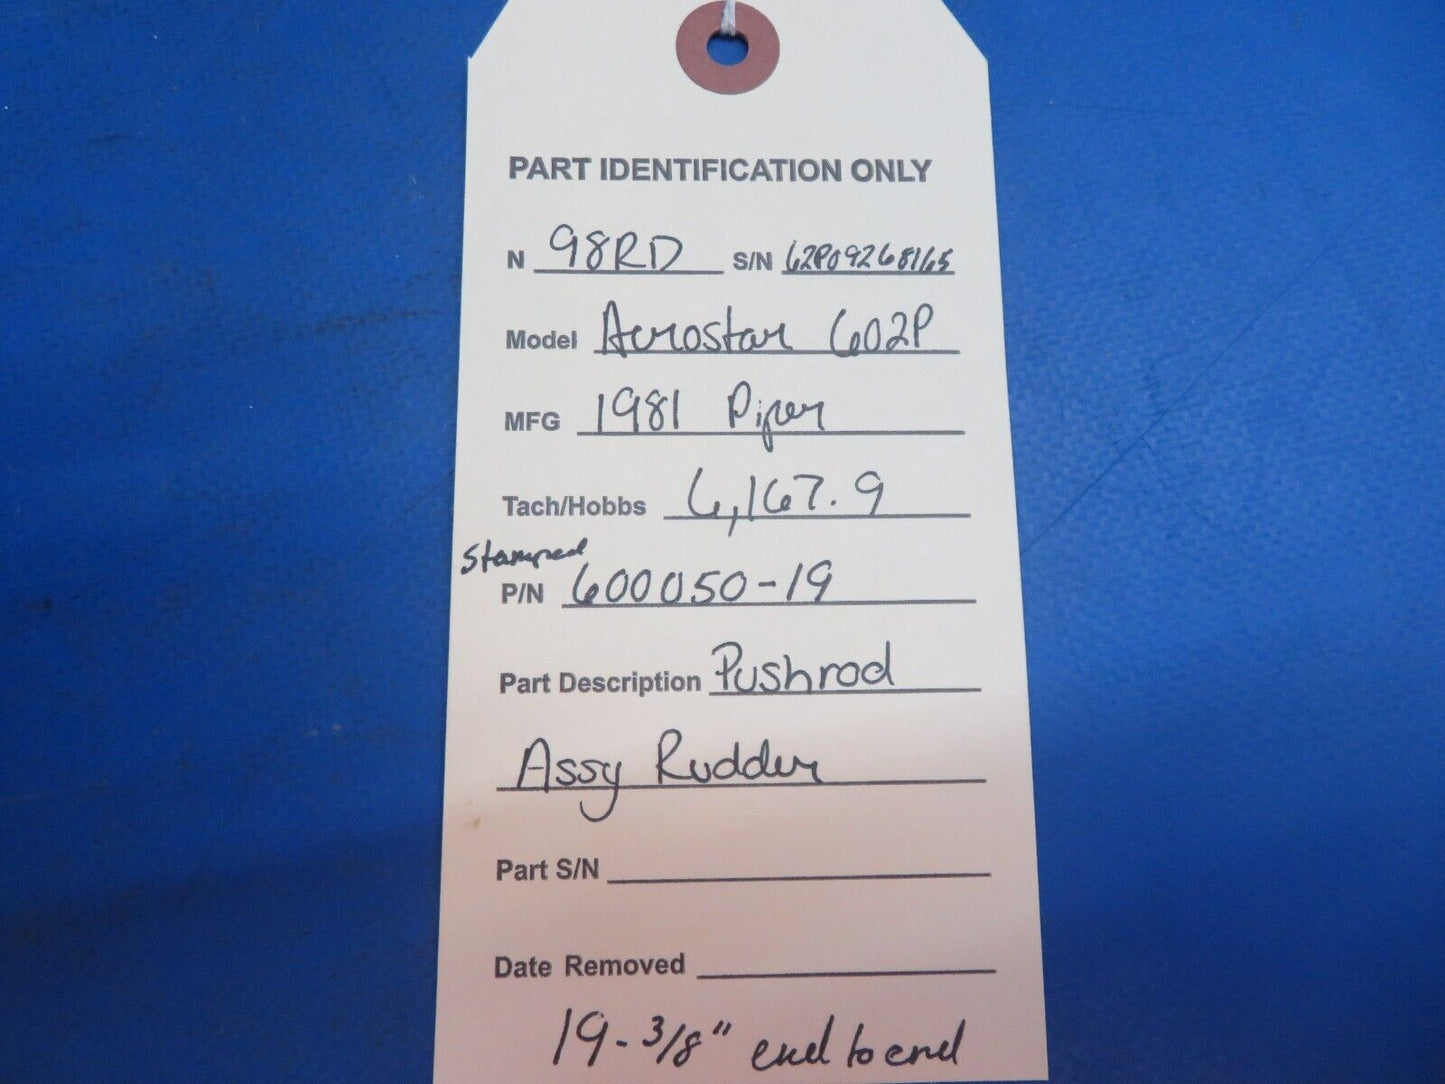 PART IDENTIFICATION ONLY
N 98RD S/N 62P09268165
Model Aerostar 602P
MFG 1981 Piper
Tach/Hobbs 6,167.9
Stamped
P/N 600050-19
Part Description Pushrod
Assy Rudder
Part S/N
Date Removed
19-3/8" end to end